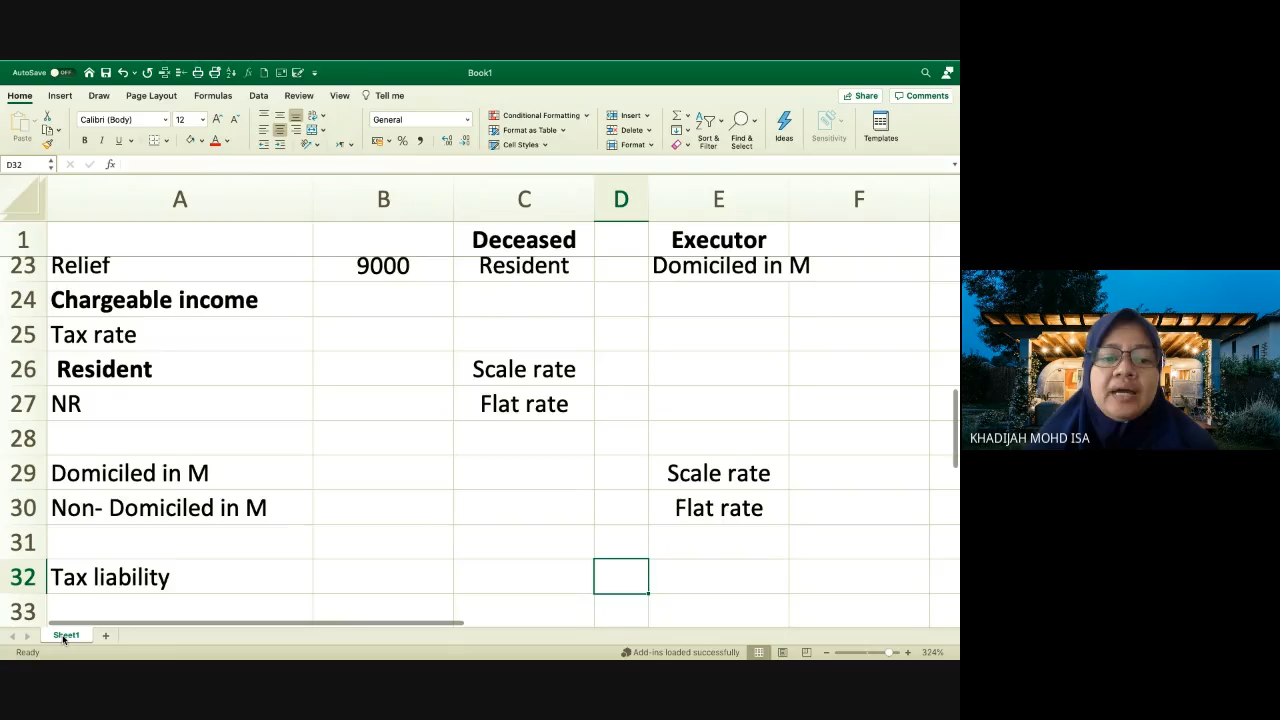 AutoSave OFF Book1
Home Insert Draw Page Layout Formulas Data Review View Tell me Share Comments
Paste Calibri (Body) 12 A A General Conditional Formatting Format as Table Cell Styles Insert Delete Format Sort & Filter Find & Select Ideas Sensitivity Templates
D32 fx
A B C D E F
1 Deceased Executor
23 Relief 9000 Resident Domiciled in M
24 Chargeable income
25 Tax rate
26 Resident Scale rate
27 NR Flat rate
28
29 Domiciled in M Scale rate
30 Non- Domiciled in M Flat rate
31
32 Tax liability
33
Sheet1 +
Ready Add-ins loaded successfully 324%
KHADIJAH MOHD ISA